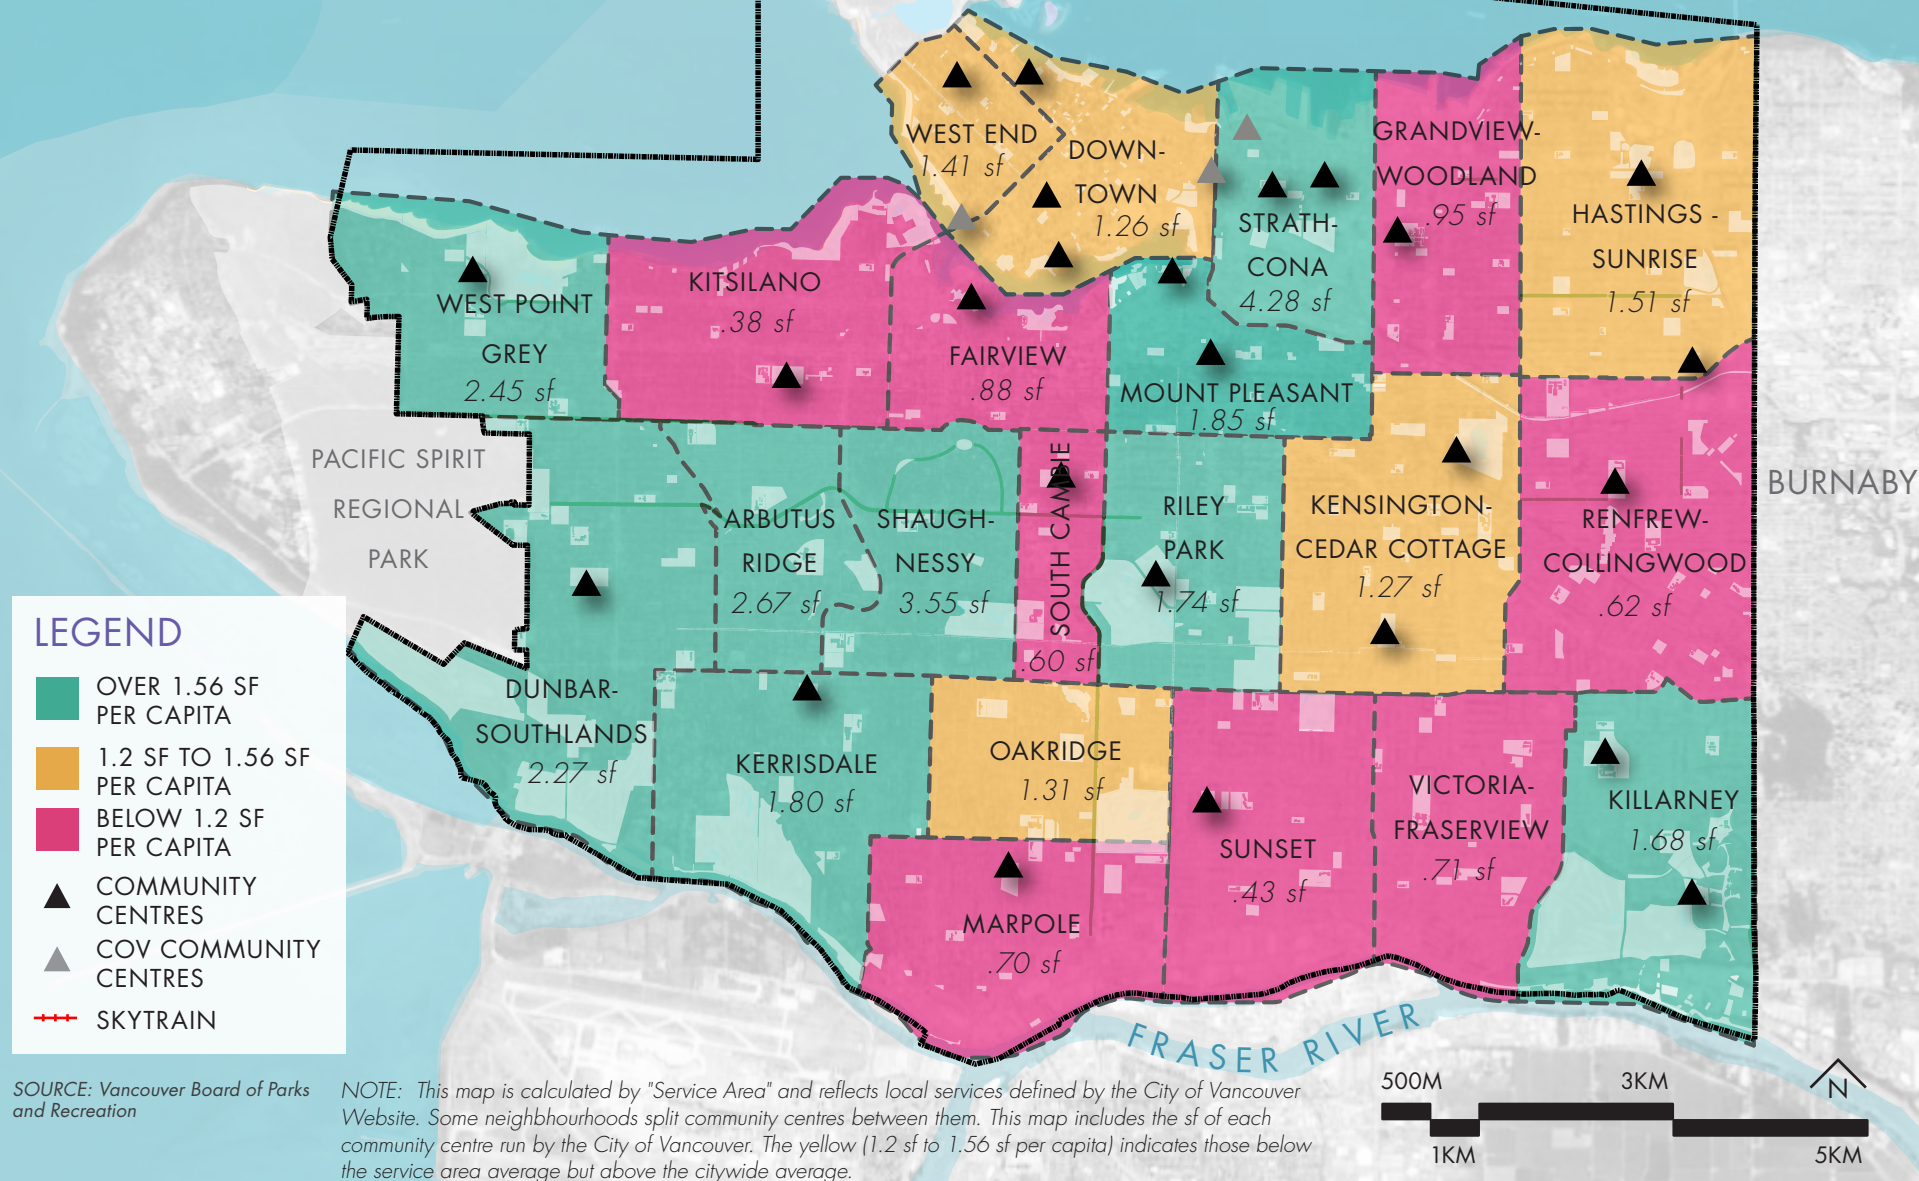 WEST END
1.41 sf
DOWN-
TOWN
1.26 sf
STRATH-
CONA
4.28 sf
GRANDVIEW-
WOODLAND
.95 sf
HASTINGS -
SUNRISE
1.51 sf
WEST POINT
GREY
2.45 sf
KITSILANO
.38 sf
FAIRVIEW
.88 sf
MOUNT PLEASANT
1.85 sf
PACIFIC SPIRIT
REGIONAL
PARK
ARBUTUS
RIDGE
2.67 sf
SHAUGH-
NESSY
3.55 sf
SOUTH CAMBIE
.60 sf
RILEY
PARK
1.74 sf
KENSINGTON-
CEDAR COTTAGE
1.27 sf
RENFREW-
COLLINGWOOD
.62 sf
BURNABY
DUNBAR-
SOUTHLANDS
2.27 sf
KERRISDALE
1.80 sf
OAKRIDGE
1.31 sf
MARPOLE
.70 sf
SUNSET
.43 sf
VICTORIA-
FRASERVIEW
.71 sf
KILLARNEY
1.68 sf
FRASER RIVER
LEGEND
OVER 1.56 SF
PER CAPITA
1.2 SF TO 1.56 SF
PER CAPITA
BELOW 1.2 SF
PER CAPITA
COMMUNITY
CENTRES
COV COMMUNITY
CENTRES
SKYTRAIN
SOURCE: Vancouver Board of Parks
and Recreation
NOTE: This map is calculated by "Service Area" and reflects local services defined by the City of Vancouver
Website. Some neighbhourhoods split community centres between them. This map includes the sf of each
community centre run by the City of Vancouver. The yellow (1.2 sf to 1.56 sf per capita) indicates those below
the service area average but above the citywide average.
500M
3KM
1KM
5KM
N